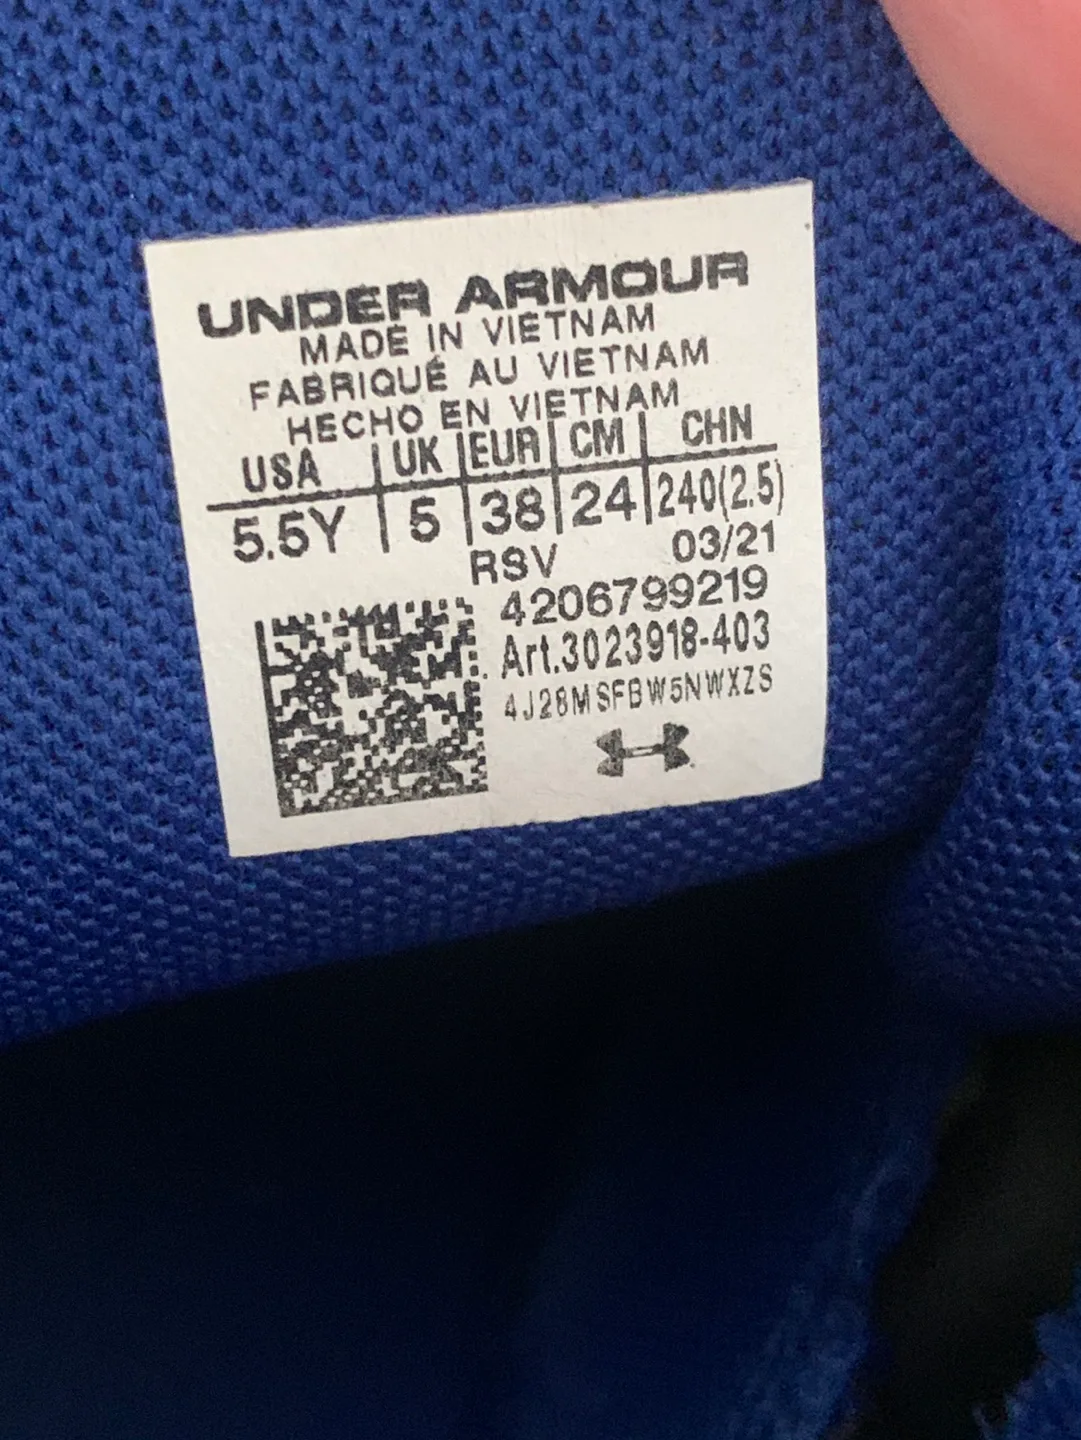 UNDER ARMOUR
MADE IN VIETNAM
FABRIQUÉ AU VIETNAM
HECHO EN VIETNAM
USA | UK | EUR | CM | CHN
5.5Y | 5 | 38 | 24 | 240(2.5)
RSV 03/21
4206799219
Art.3023918-403
4J28MSFBW5NWXZS